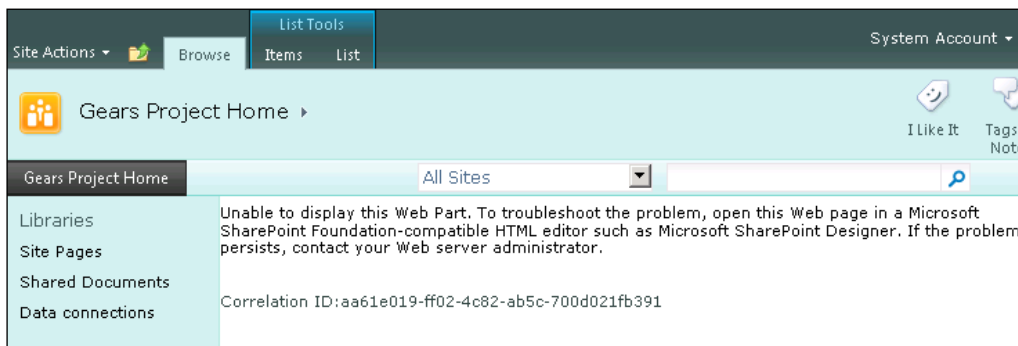 List Tools
Site Actions
Browse
Items
List
System Account
Gears Project Home
I Like It
Tags
Not
Gears Project Home
All Sites
Libraries
Site Pages
Shared Documents
Data connections
Unable to display this Web Part. To troubleshoot the problem, open this Web page in a Microsoft
SharePoint Foundation-compatible HTML editor such as Microsoft SharePoint Designer. If the problem
persists, contact your Web server administrator.
Correlation ID:aa61e019-ff02-4c82-ab5c-700d021fb391